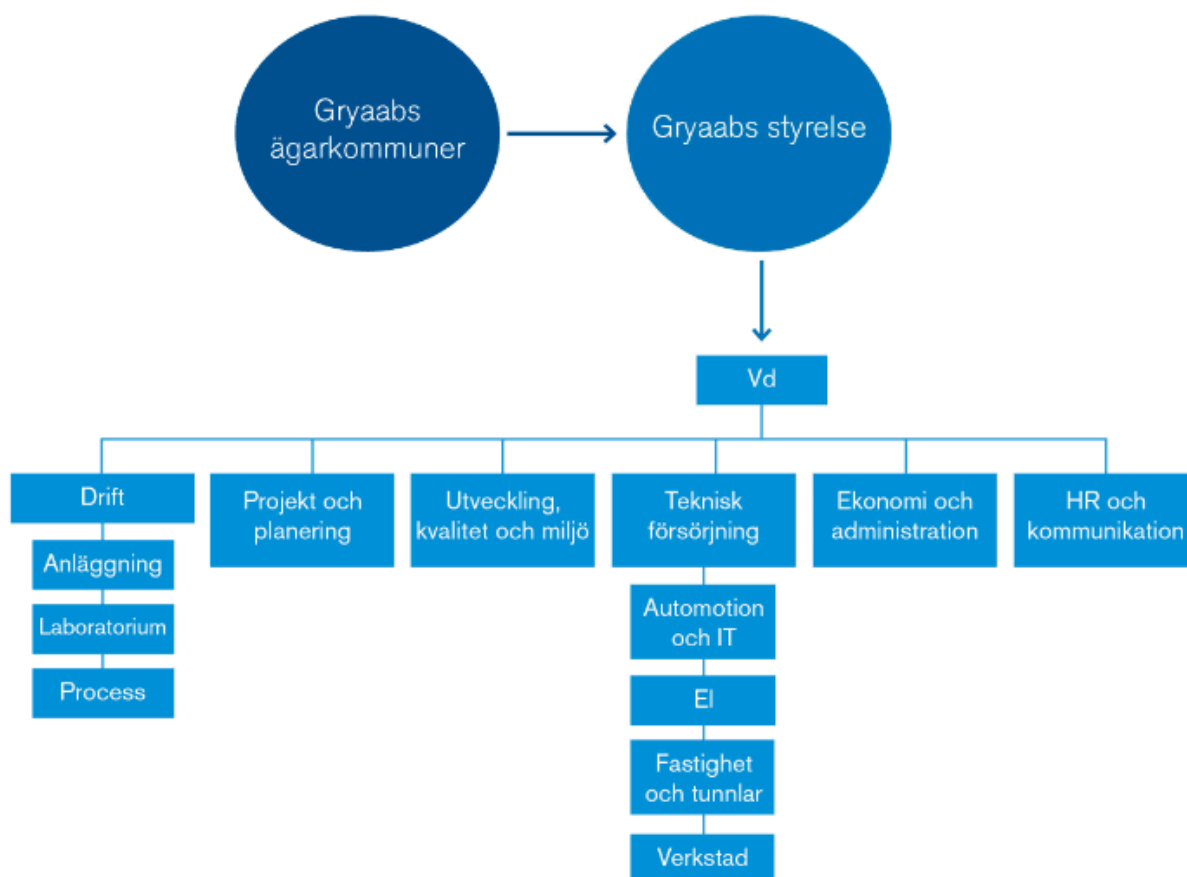 Gryaabs
ägarkommuner
Gryaabs styrelse
Vd
Drift
Anläggning
Laboratorium
Process
Projekt och
planering
Utveckling,
kvalitet och miljö
Teknisk
försörjning
Automotion
och IT
El
Fastighet
och tunnlar
Verkstad
Ekonomi och
administration
HR och
kommunikation